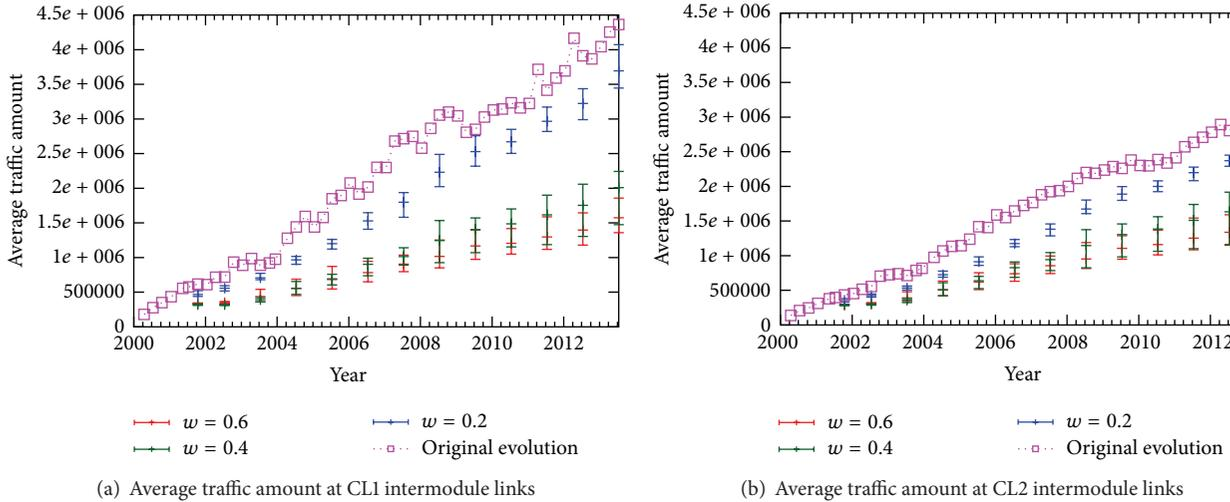 4.5e + 006
4e + 006
3.5e + 006
3e + 006
2.5e + 006
2e + 006
1.5e + 006
1e + 006
500000
0
Average traffic amount
2000 2002 2004 2006 2008 2010 2012
Year
w = 0.6
w = 0.4
w = 0.2
Original evolution
(a) Average traffic amount at CL1 intermodule links
4.5e + 006
4e + 006
3.5e + 006
3e + 006
2.5e + 006
2e + 006
1.5e + 006
1e + 006
500000
0
Average traffic amount
2000 2002 2004 2006 2008 2010 2012
Year
w = 0.6
w = 0.4
w = 0.2
Original evolution
(b) Average traffic amount at CL2 intermodule links